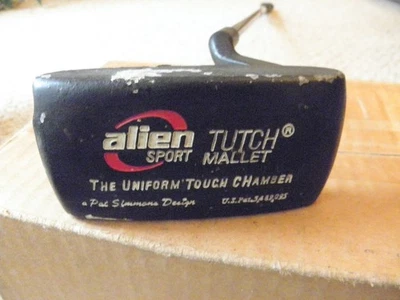 alien TUTCH®
SPORT MALLET
THE UNIFORM TOUCH CHAMBER
a Pat Simmons Design U.S. Pat.